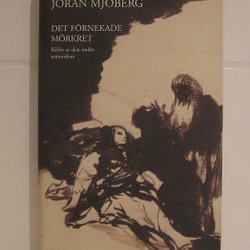 JÖRAN MJÖBERG
DET FÖRNEKADE
MÖRKRET
Bilder av den onda
människan